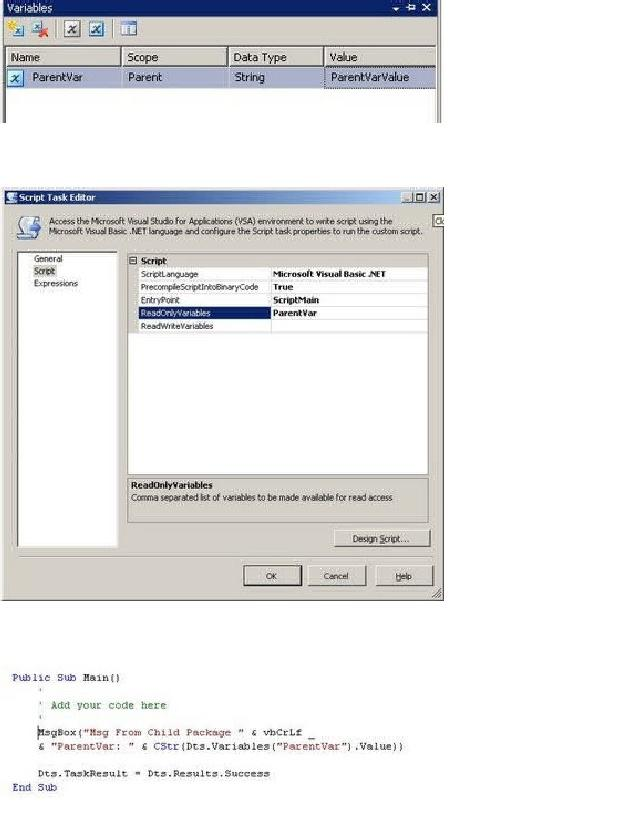 Variables
Name Scope Data Type Value
ParentVar Parent String ParentVarValue
Script Task Editor
Access the Microsoft Visual Studio for Applications (VSA) environment to write script using the
Microsoft Visual Basic .NET language and configure the Script task properties to run the custom script.
General
Script
Expressions
Script
ScriptLanguage Microsoft Visual Basic .NET
PrecompileScriptIntoBinaryCode True
EntryPoint ScriptMain
ReadOnlyVariables ParentVar
ReadWriteVariables
ReadOnlyVariables
Comma separated list of variables to be made available for read access
Design Script...
OK Cancel Help
Public Sub Main()
'
' Add your code here
'
MsgBox("Msg From Child Package " & vbCrLf _
& "ParentVar: " & CStr(Dts.Variables("ParentVar").Value))
Dts.TaskResult = Dts.Results.Success
End Sub